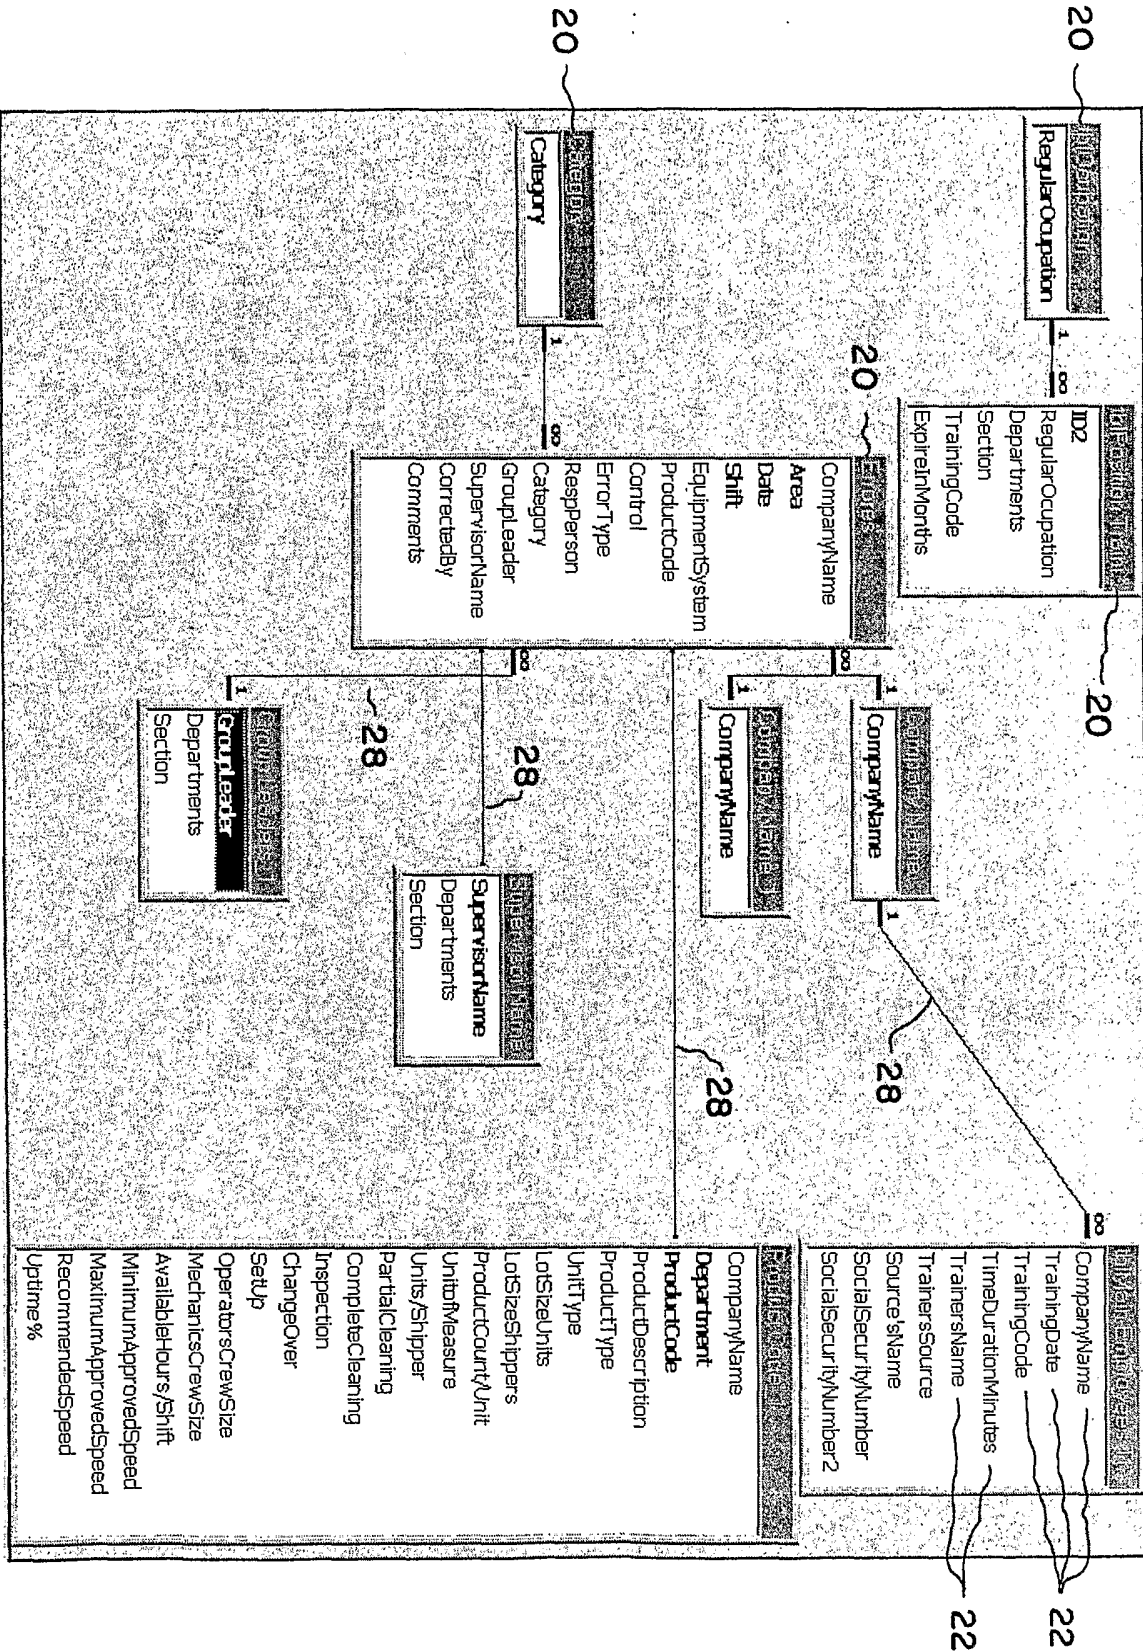 20
RegularOcupation
1
∞
ID2
RegularOcupation
Departments
Section
TrainingCode
ExpireInMonths
20
20
Category
Category
1
∞
20
Errors
CompanyName
Area
Date
Shift
EquipmentSystem
ProductCode
Control
ErrorType
RespPerson
Category
GroupLeader
SupervisorName
CorrectedBy
Comments
∞
∞
1
CompanyName
1
1
CompanyName
28
28
28
28
1
GroupLeader
Departments
Section
Supervisor Name
SupervisorName
Departments
Section
∞
CompanyName
TrainingDate
TrainingCode
TimeDurationMinutes
TrainersName
TrainersSource
Source'sName
SocialSecurityNumber
SocialSecurityNumber2
22
22
CompanyName
Department
ProductCode
ProductDescription
ProductType
UnitType
LotSizeUnits
LotSizeShippers
ProductCount/Unit
UnitofMeasure
Units/Shipper
PartialCleaning
CompleteCleaning
Inspection
ChangeOver
SetUp
OperatorsCrewSize
MechanicsCrewSize
AvailableHours/Shift
MinimumApprovedSpeed
MaximumApprovedSpeed
RecommendedSpeed
Uptime%